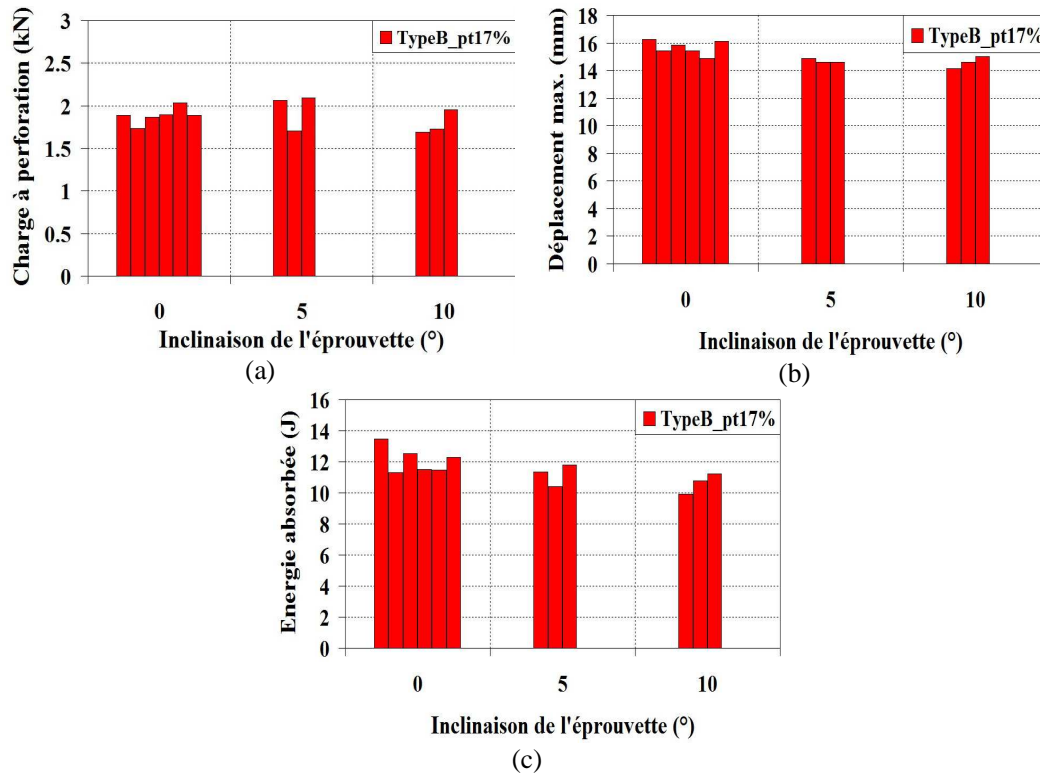 Charge à perforation (kN)
3
2.5
2
1.5
1
0.5
0
TypeB_pt17%
0 5 10
Inclinaison de l'éprouvette (°)
(a)
Déplacement max. (mm)
18
16
14
12
10
8
6
4
2
0
TypeB_pt17%
0 5 10
Inclinaison de l'éprouvette (°)
(b)
Energie absorbée (J)
16
14
12
10
8
6
4
2
0
TypeB_pt17%
0 5 10
Inclinaison de l'éprouvette (°)
(c)